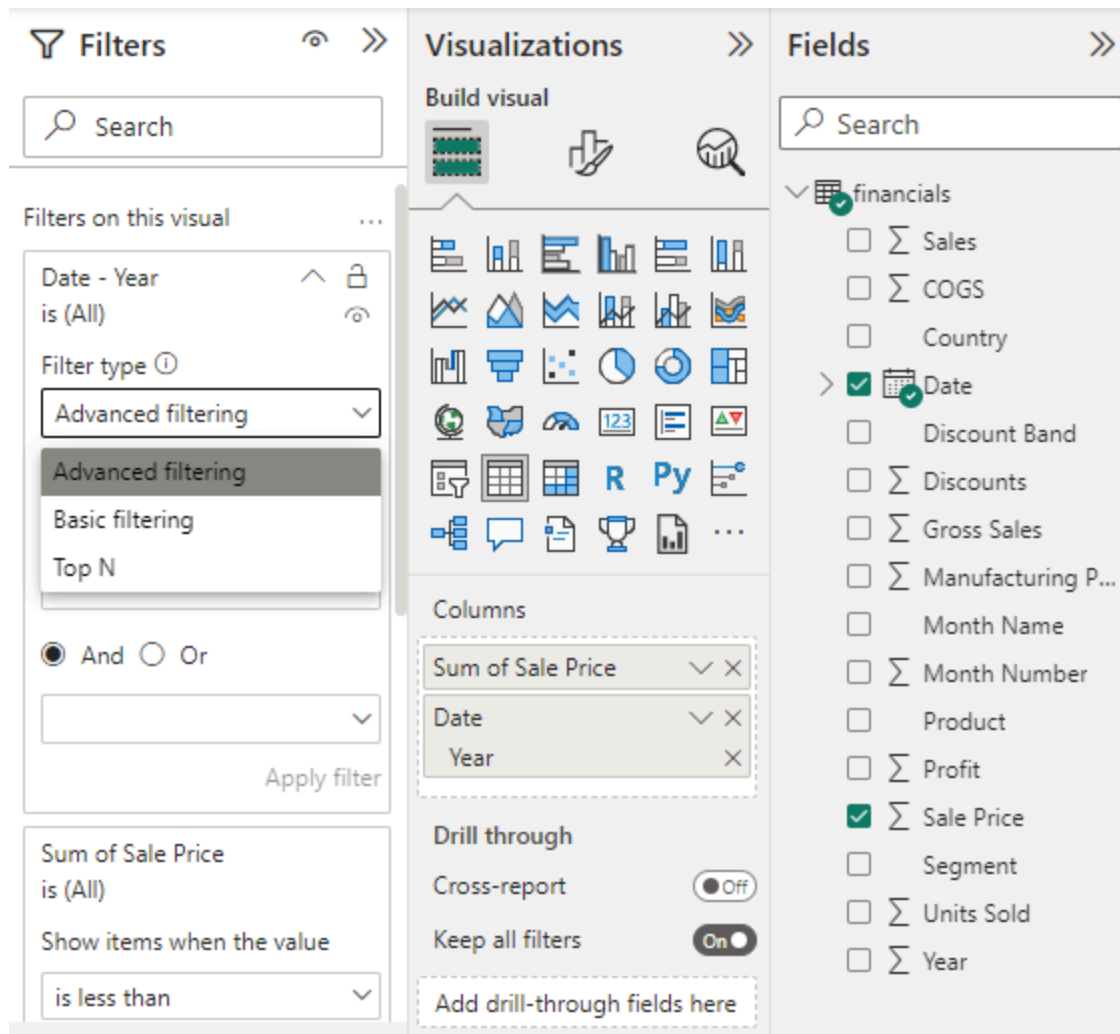 Filters
Search
Filters on this visual
...
Date - Year
is (All)
Filter type
Advanced filtering
Advanced filtering
Basic filtering
Top N
And Or
Apply filter
Sum of Sale Price
is (All)
Show items when the value
is less than
Visualizations
Build visual
123
R Py
...
Columns
Sum of Sale Price
Date
Year
Drill through
Cross-report Off
Keep all filters On
Add drill-through fields here
Fields
Search
financials
Σ Sales
Σ COGS
Country
Date
Discount Band
Σ Discounts
Σ Gross Sales
Σ Manufacturing P...
Month Name
Σ Month Number
Product
Σ Profit
Σ Sale Price
Segment
Σ Units Sold
Σ Year